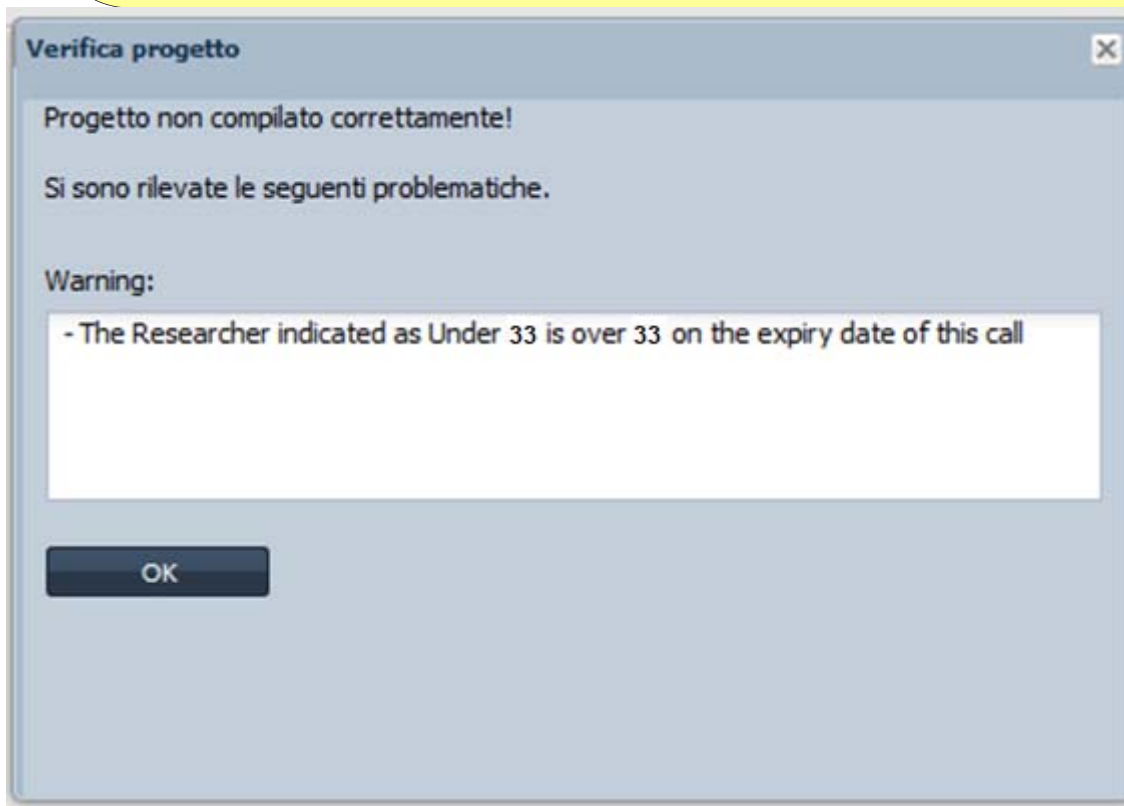 Verifica progetto
Progetto non compilato correttamente!
Si sono rilevate le seguenti problematiche.
Warning:
- The Researcher indicated as Under 33 is over 33 on the expiry date of this call
OK